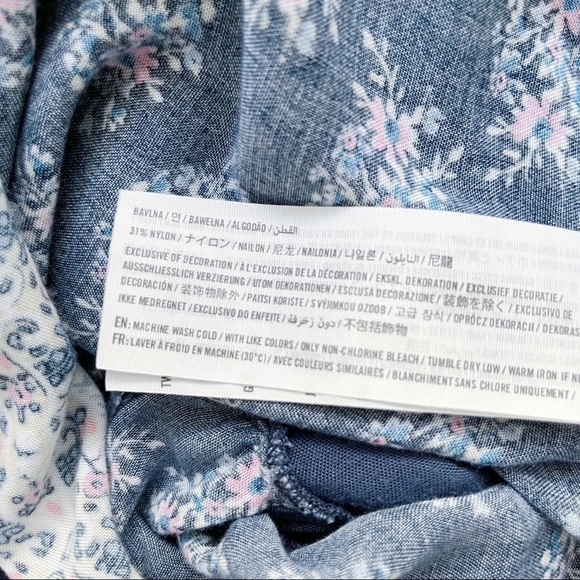 BAVLNA / 면 / BAWEŁNA / ALGODÃO / القطن
31% NYLON / ナイロン / NAILON / 尼龙 / NAILONIA / 나일론 / النايلون / 尼龍
EXCLUSIVE OF DECORATION / À L'EXCLUSION DE LA DÉCORATION / EKSKL. DEKORATION / EXKLUSIEF DECORATIE /
AUSSCHLIESSLICH VERZIERUNG / UTOM DEKORATIONEN / ESCLUSA DECORAZIONE / 装飾を除く / EXCLUSIVO DE
DECORACIÓN / 装饰物除外 / PAITSI KORISTE / S VÝJIMKOU OZDOB / 고급 장식 / OPRÓCZ DEKORACJI /
IKKE MEDREGNET / EXCLUSIVO DO ENFEITE / دون زخرفة / 不包括飾物
EN: MACHINE WASH COLD / WITH LIKE COLORS / ONLY NON-CHLORINE BLEACH / TUMBLE DRY LOW / WARM IRON IF
FR: LAVER À FROID EN MACHINE (30°C) / AVEC COULEURS SIMILAIRES / BLANCHIMENT SANS CHLORE UNIQUEMENT /